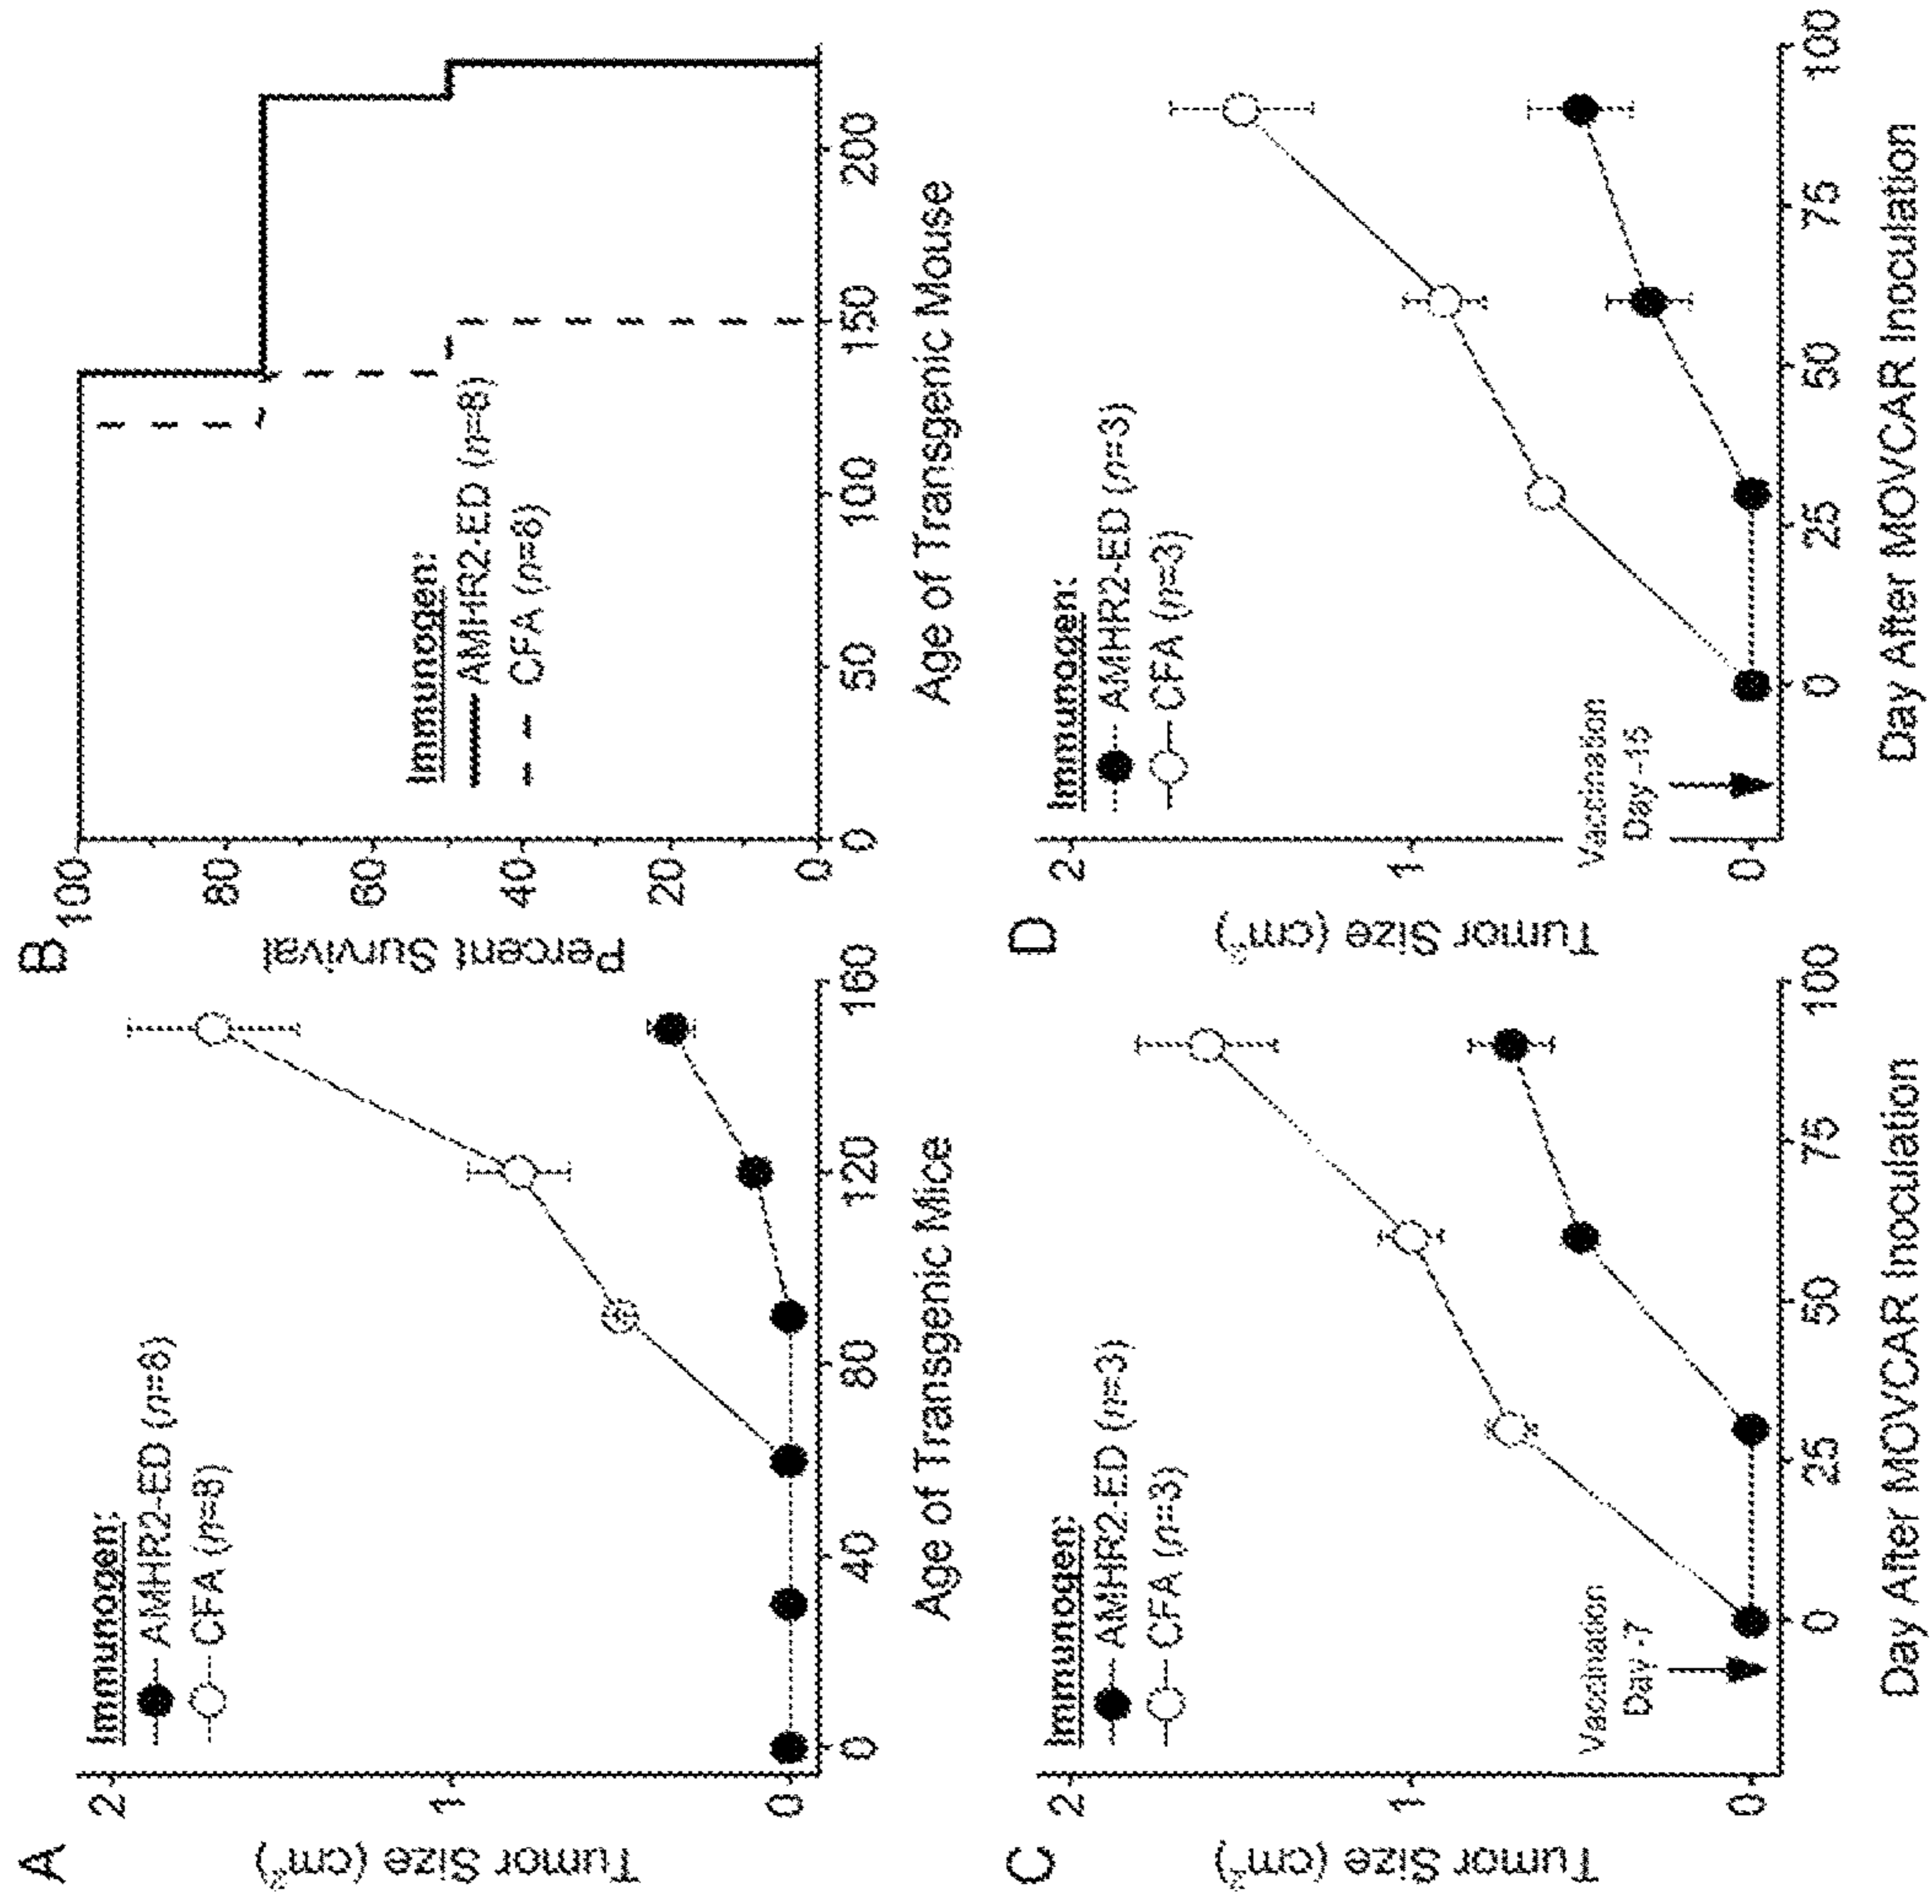 A
Tumor Size (cm²)
2
1
0
Immunogen:
AMHR2-ED (n=8)
CFA (n=8)
0
40
80
120
160
Age of Transgenic Mice
B
Percent Survival
100
80
60
40
20
0
Immunogen:
AMHR2-ED (n=8)
CFA (n=8)
0
50
100
150
200
Age of Transgenic Mouse
C
Tumor Size (cm²)
2
1
0
Immunogen:
AMHR2-ED (n=3)
CFA (n=3)
Vaccination
Day -7
0
25
50
75
100
Day After MOVCAR Inoculation
D
Tumor Size (cm²)
2
1
0
Immunogen:
AMHR2-ED (n=3)
CFA (n=3)
Vaccination
Day -15
0
25
50
75
100
Day After MOVCAR Inoculation